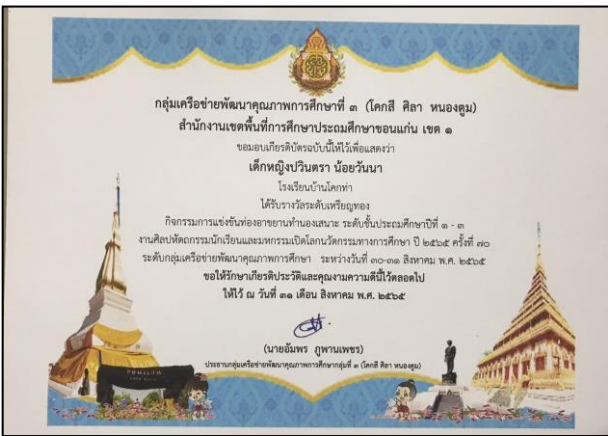 กลุ่มเครือข่ายพัฒนาคุณภาพการศึกษาที่ ๓ (โคกสี ศิลา หนองตูม)
สำนักงานเขตพื้นที่การศึกษาประถมศึกษาขอนแก่น เขต ๑
ขอมอบเกียรติบัตรฉบับนี้ให้ไว้เพื่อแสดงว่า
เด็กหญิงปวินตรา น้อยวันนา
โรงเรียนบ้านโคกท่า
ได้รับรางวัลระดับเหรียญทอง
กิจกรรมการแข่งขันท่องอาขยานทำนองเสนาะ ระดับชั้นประถมศึกษาปีที่ ๑ - ๓
งานศิลปหัตถกรรมนักเรียนและมหกรรมเปิดโลกนวัตกรรมทางการศึกษา ปี ๒๕๖๕ ครั้งที่ ๗๐
ระดับกลุ่มเครือข่ายพัฒนาคุณภาพการศึกษา ระหว่างวันที่ ๓๐-๓๑ สิงหาคม พ.ศ. ๒๕๖๕
ขอให้รักษาเกียรติประวัติและคุณงามความดีนี้ไว้ตลอดไป
ให้ไว้ ณ วันที่ ๓๑ เดือน สิงหาคม พ.ศ. ๒๕๖๕
(นายอัมพร ภูพานเพชร)
ประธานกลุ่มเครือข่ายพัฒนาคุณภาพการศึกษากลุ่มที่ ๓ (โคกสี ศิลา หนองตูม)